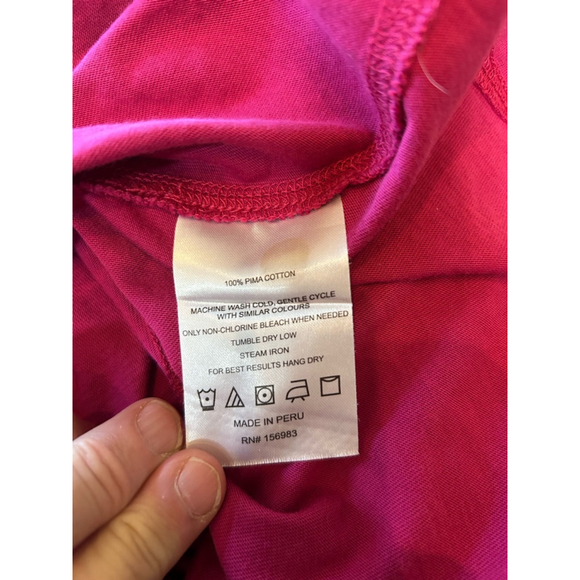 100% PIMA COTTON
MACHINE WASH COLD, GENTLE CYCLE
WITH SIMILAR COLOURS
ONLY NON-CHLORINE BLEACH WHEN NEEDED
TUMBLE DRY LOW
STEAM IRON
FOR BEST RESULTS HANG DRY
MADE IN PERU
RN# 156983